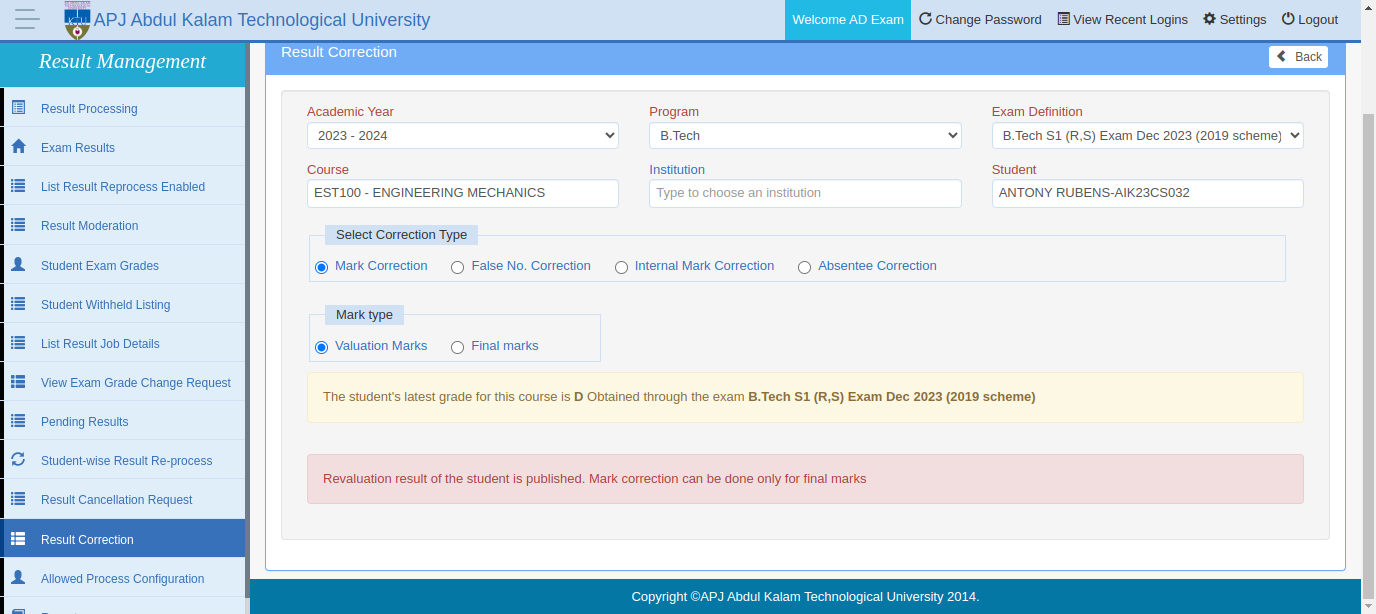 APJ Abdul Kalam Technological University
Welcome AD Exam Change Password View Recent Logins Settings Logout
Result Management
Result Processing
Exam Results
List Result Reprocess Enabled
Result Moderation
Student Exam Grades
Student Withheld Listing
List Result Job Details
View Exam Grade Change Request
Pending Results
Student-wise Result Re-process
Result Cancellation Request
Result Correction
Allowed Process Configuration
Result Correction
Back
Academic Year Program Exam Definition
2023 - 2024 B.Tech B.Tech S1 (R,S) Exam Dec 2023 (2019 scheme)
Course Institution Student
EST100 - ENGINEERING MECHANICS Type to choose an institution ANTONY RUBENS-AIK23CS032
Select Correction Type
Mark Correction False No. Correction Internal Mark Correction Absentee Correction
Mark type
Valuation Marks Final marks
The student's latest grade for this course is D Obtained through the exam B.Tech S1 (R,S) Exam Dec 2023 (2019 scheme)
Revaluation result of the student is published. Mark correction can be done only for final marks
Copyright ©APJ Abdul Kalam Technological University 2014.